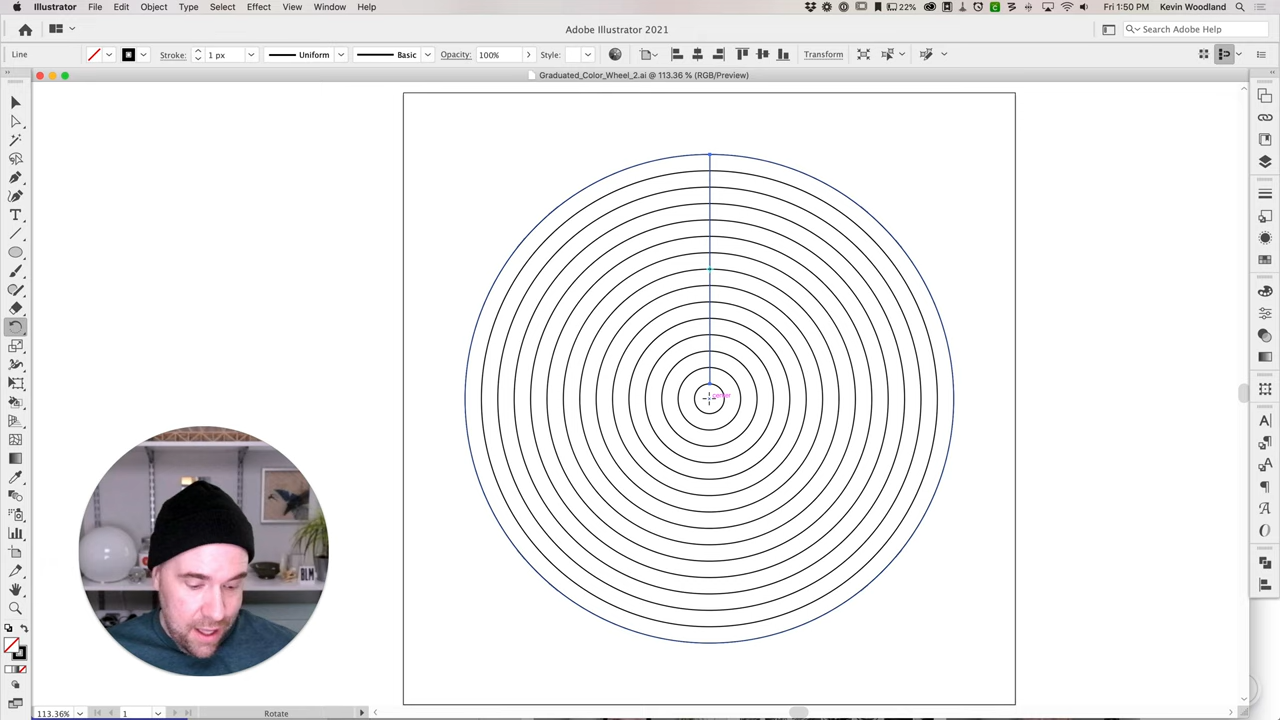 Illustrator File Edit Object Type Select Effect View Window Help
22% Fri 1:50 PM Kevin Woodland
Adobe Illustrator 2021
Search Adobe Help
Line Stroke: 1 px Uniform Basic Opacity: 100% Style: Transform
Graduated_Color_Wheel_2.ai @ 113.36 % (RGB/Preview)
center
BLM
113.36% 1 Rotate